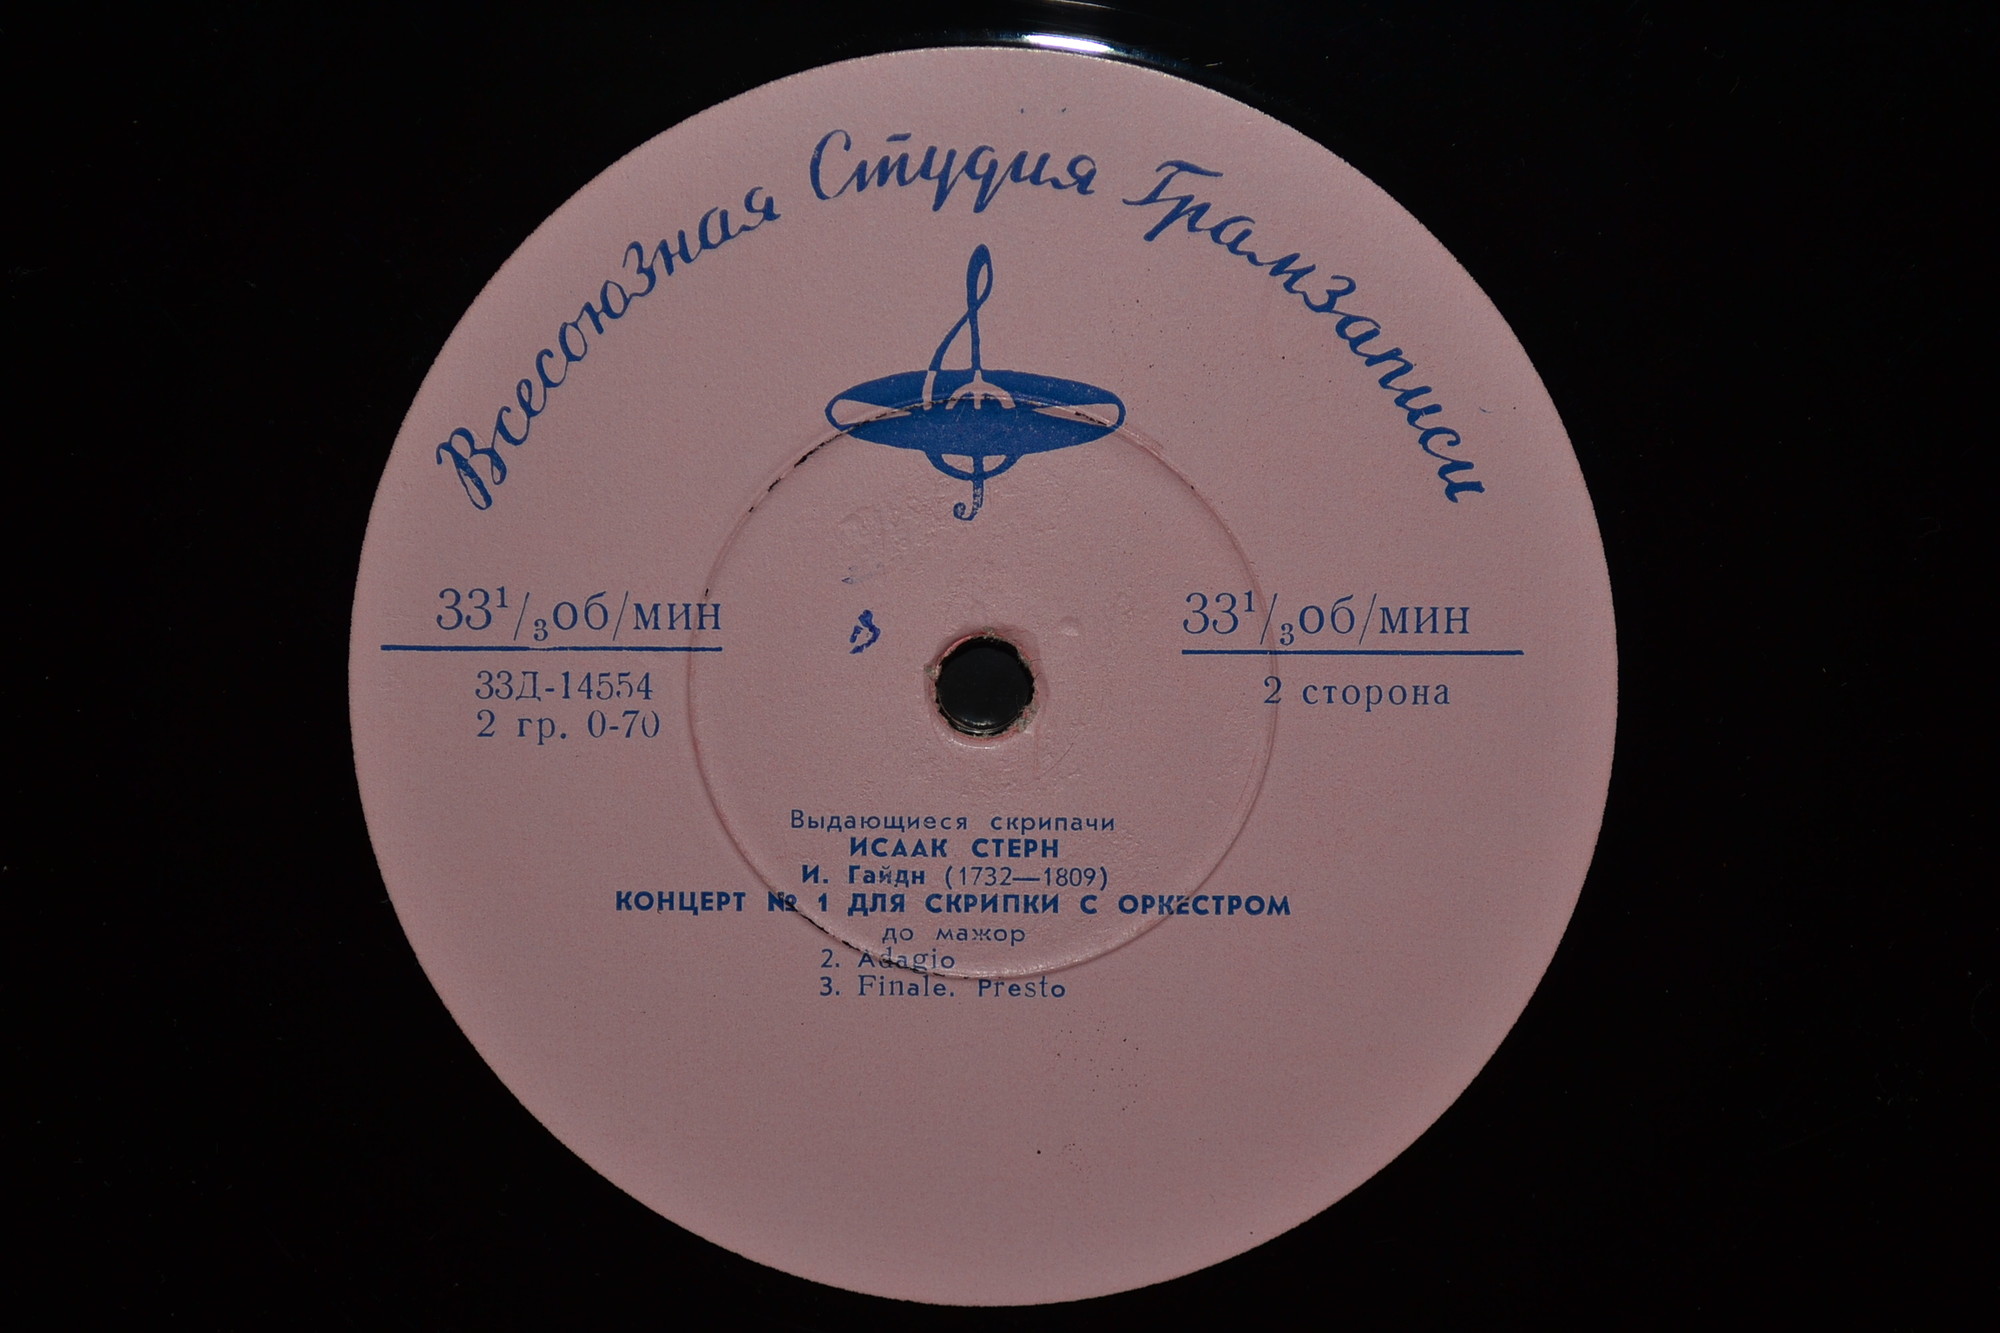 Всесоюзная Студия Грамзаписи
33¹/₃об/мин
33Д-14554
2 гр. 0-70
33¹/₃об/мин
2 сторона
Выдающиеся скрипачи
ИСААК СТЕРН
И. Гайдн (1732—1809)
КОНЦЕРТ № 1 ДЛЯ СКРИПКИ С ОРКЕСТРОМ
до мажор
2. Adagio
3. Finale. Presto